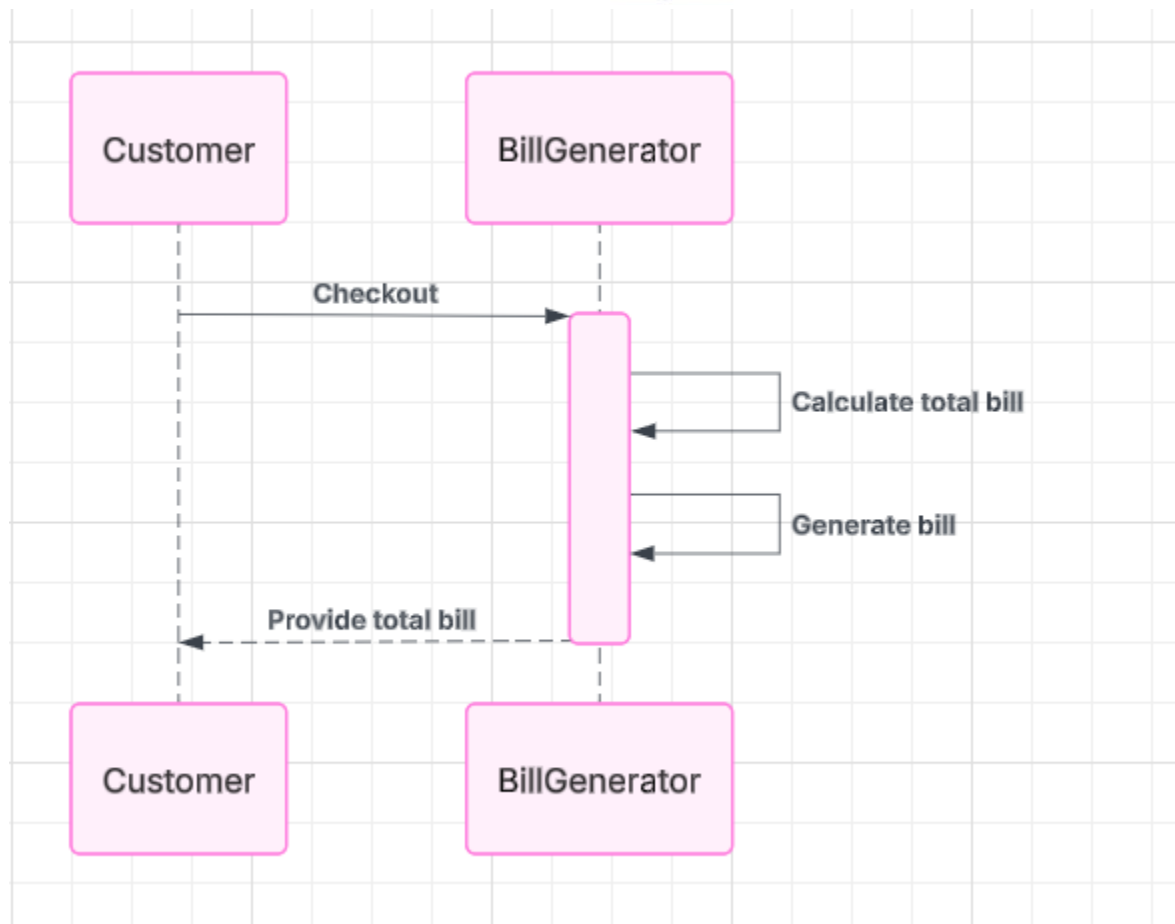 Customer
BillGenerator
Checkout
Calculate total bill
Generate bill
Provide total bill
Customer
BillGenerator